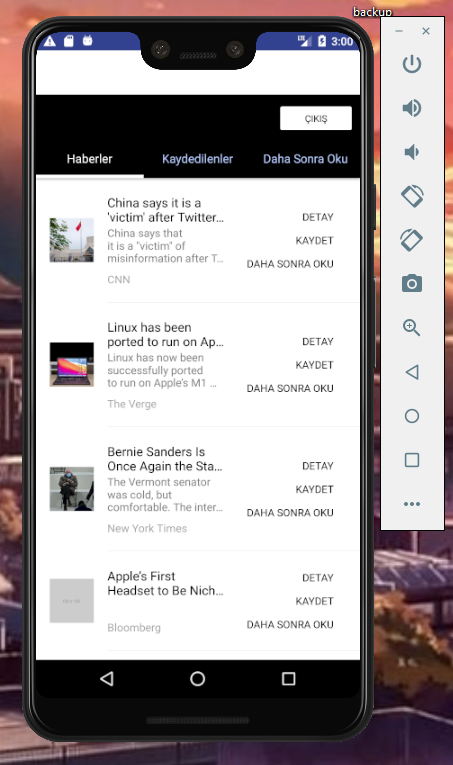 backup
LTE 3:00
ÇIKIŞ
Haberler Kaydedilenler Daha Sonra Oku
China says it is a
'victim' after Twitter...
China says that
it is a "victim" of
misinformation after T...
CNN
DETAY
KAYDET
DAHA SONRA OKU
Linux has been
ported to run on Ap...
Linux has now been
successfully ported
to run on Apple's M1 ...
The Verge
DETAY
KAYDET
DAHA SONRA OKU
Bernie Sanders Is
Once Again the Sta...
The Vermont senator
was cold, but
comfortable. The inter...
New York Times
DETAY
KAYDET
DAHA SONRA OKU
Apple's First
Headset to Be Nich...
Bloomberg
DETAY
KAYDET
DAHA SONRA OKU